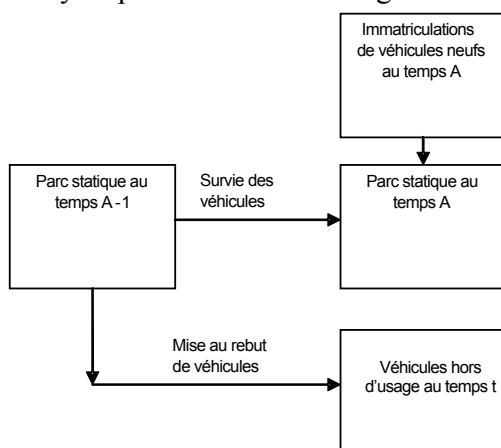 Immatriculations
de véhicules neufs
au temps A
Parc statique au
temps A - 1
Survie des
véhicules
Parc statique au
temps A
Mise au rebut
de véhicules
Véhicules hors
d'usage au temps t